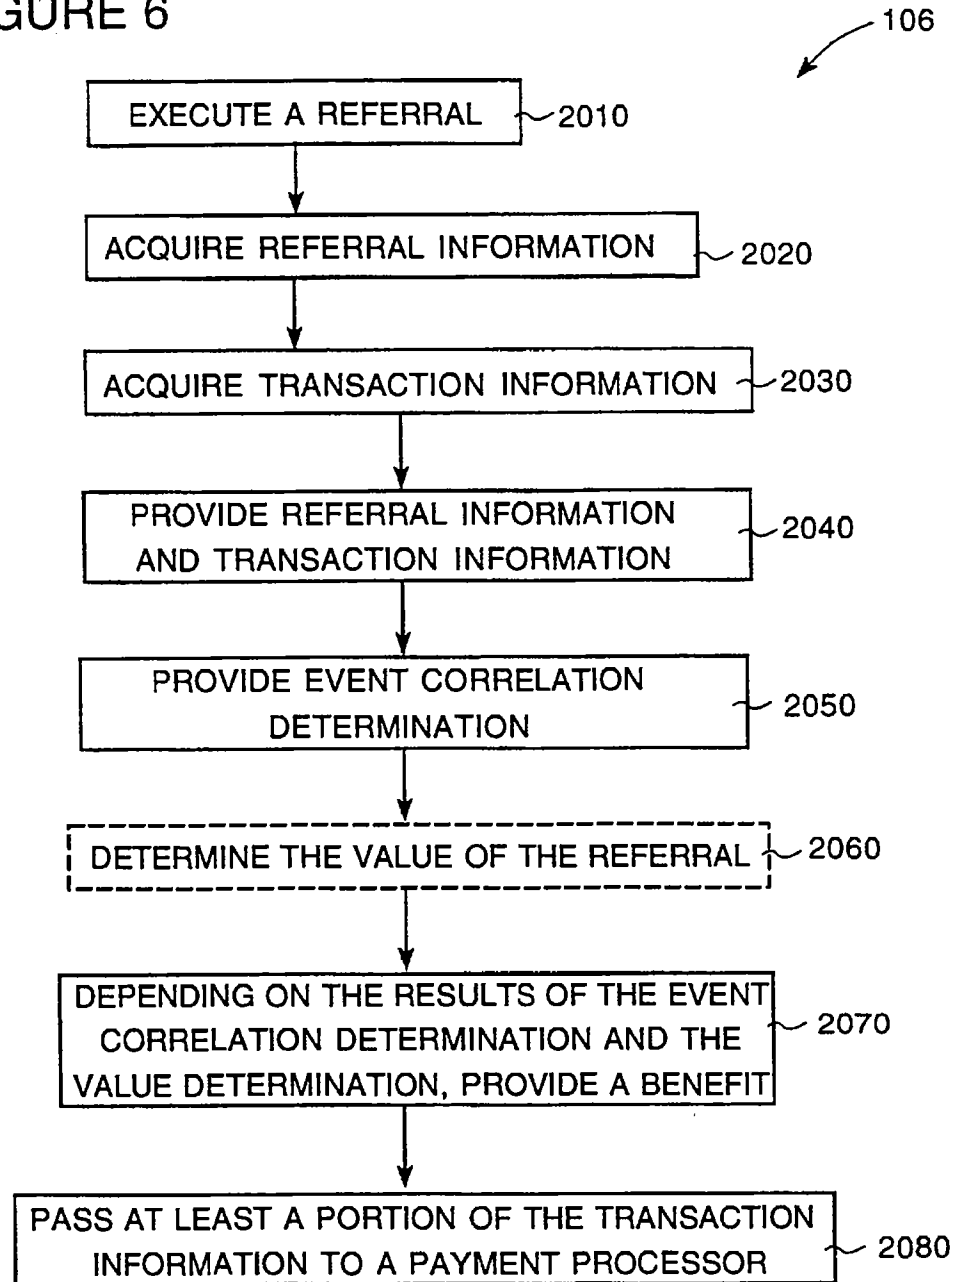 GURE 6
106
EXECUTE A REFERRAL
2010
ACQUIRE REFERRAL INFORMATION
2020
ACQUIRE TRANSACTION INFORMATION
2030
PROVIDE REFERRAL INFORMATION
AND TRANSACTION INFORMATION
2040
PROVIDE EVENT CORRELATION
DETERMINATION
2050
DETERMINE THE VALUE OF THE REFERRAL
2060
DEPENDING ON THE RESULTS OF THE EVENT
CORRELATION DETERMINATION AND THE
VALUE DETERMINATION, PROVIDE A BENEFIT
2070
PASS AT LEAST A PORTION OF THE TRANSACTION
INFORMATION TO A PAYMENT PROCESSOR
2080